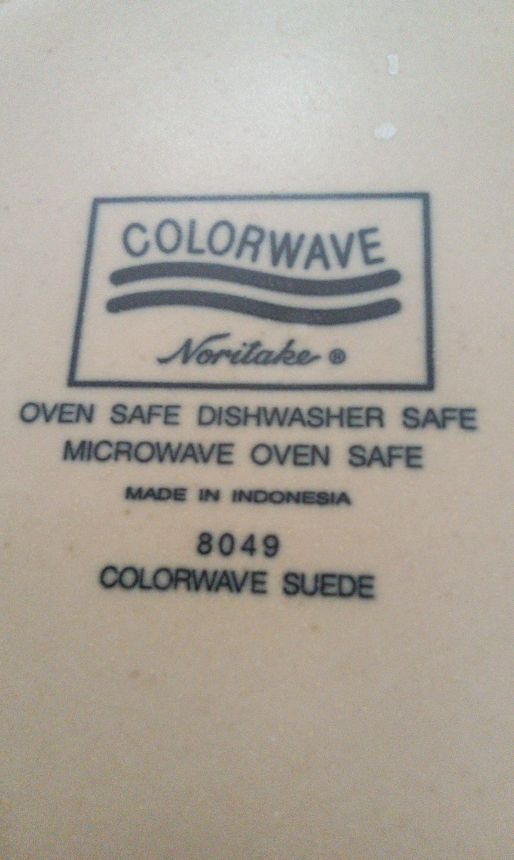 COLORWAVE
Noritake ®
OVEN SAFE DISHWASHER SAFE
MICROWAVE OVEN SAFE
MADE IN INDONESIA
8049
COLORWAVE SUEDE